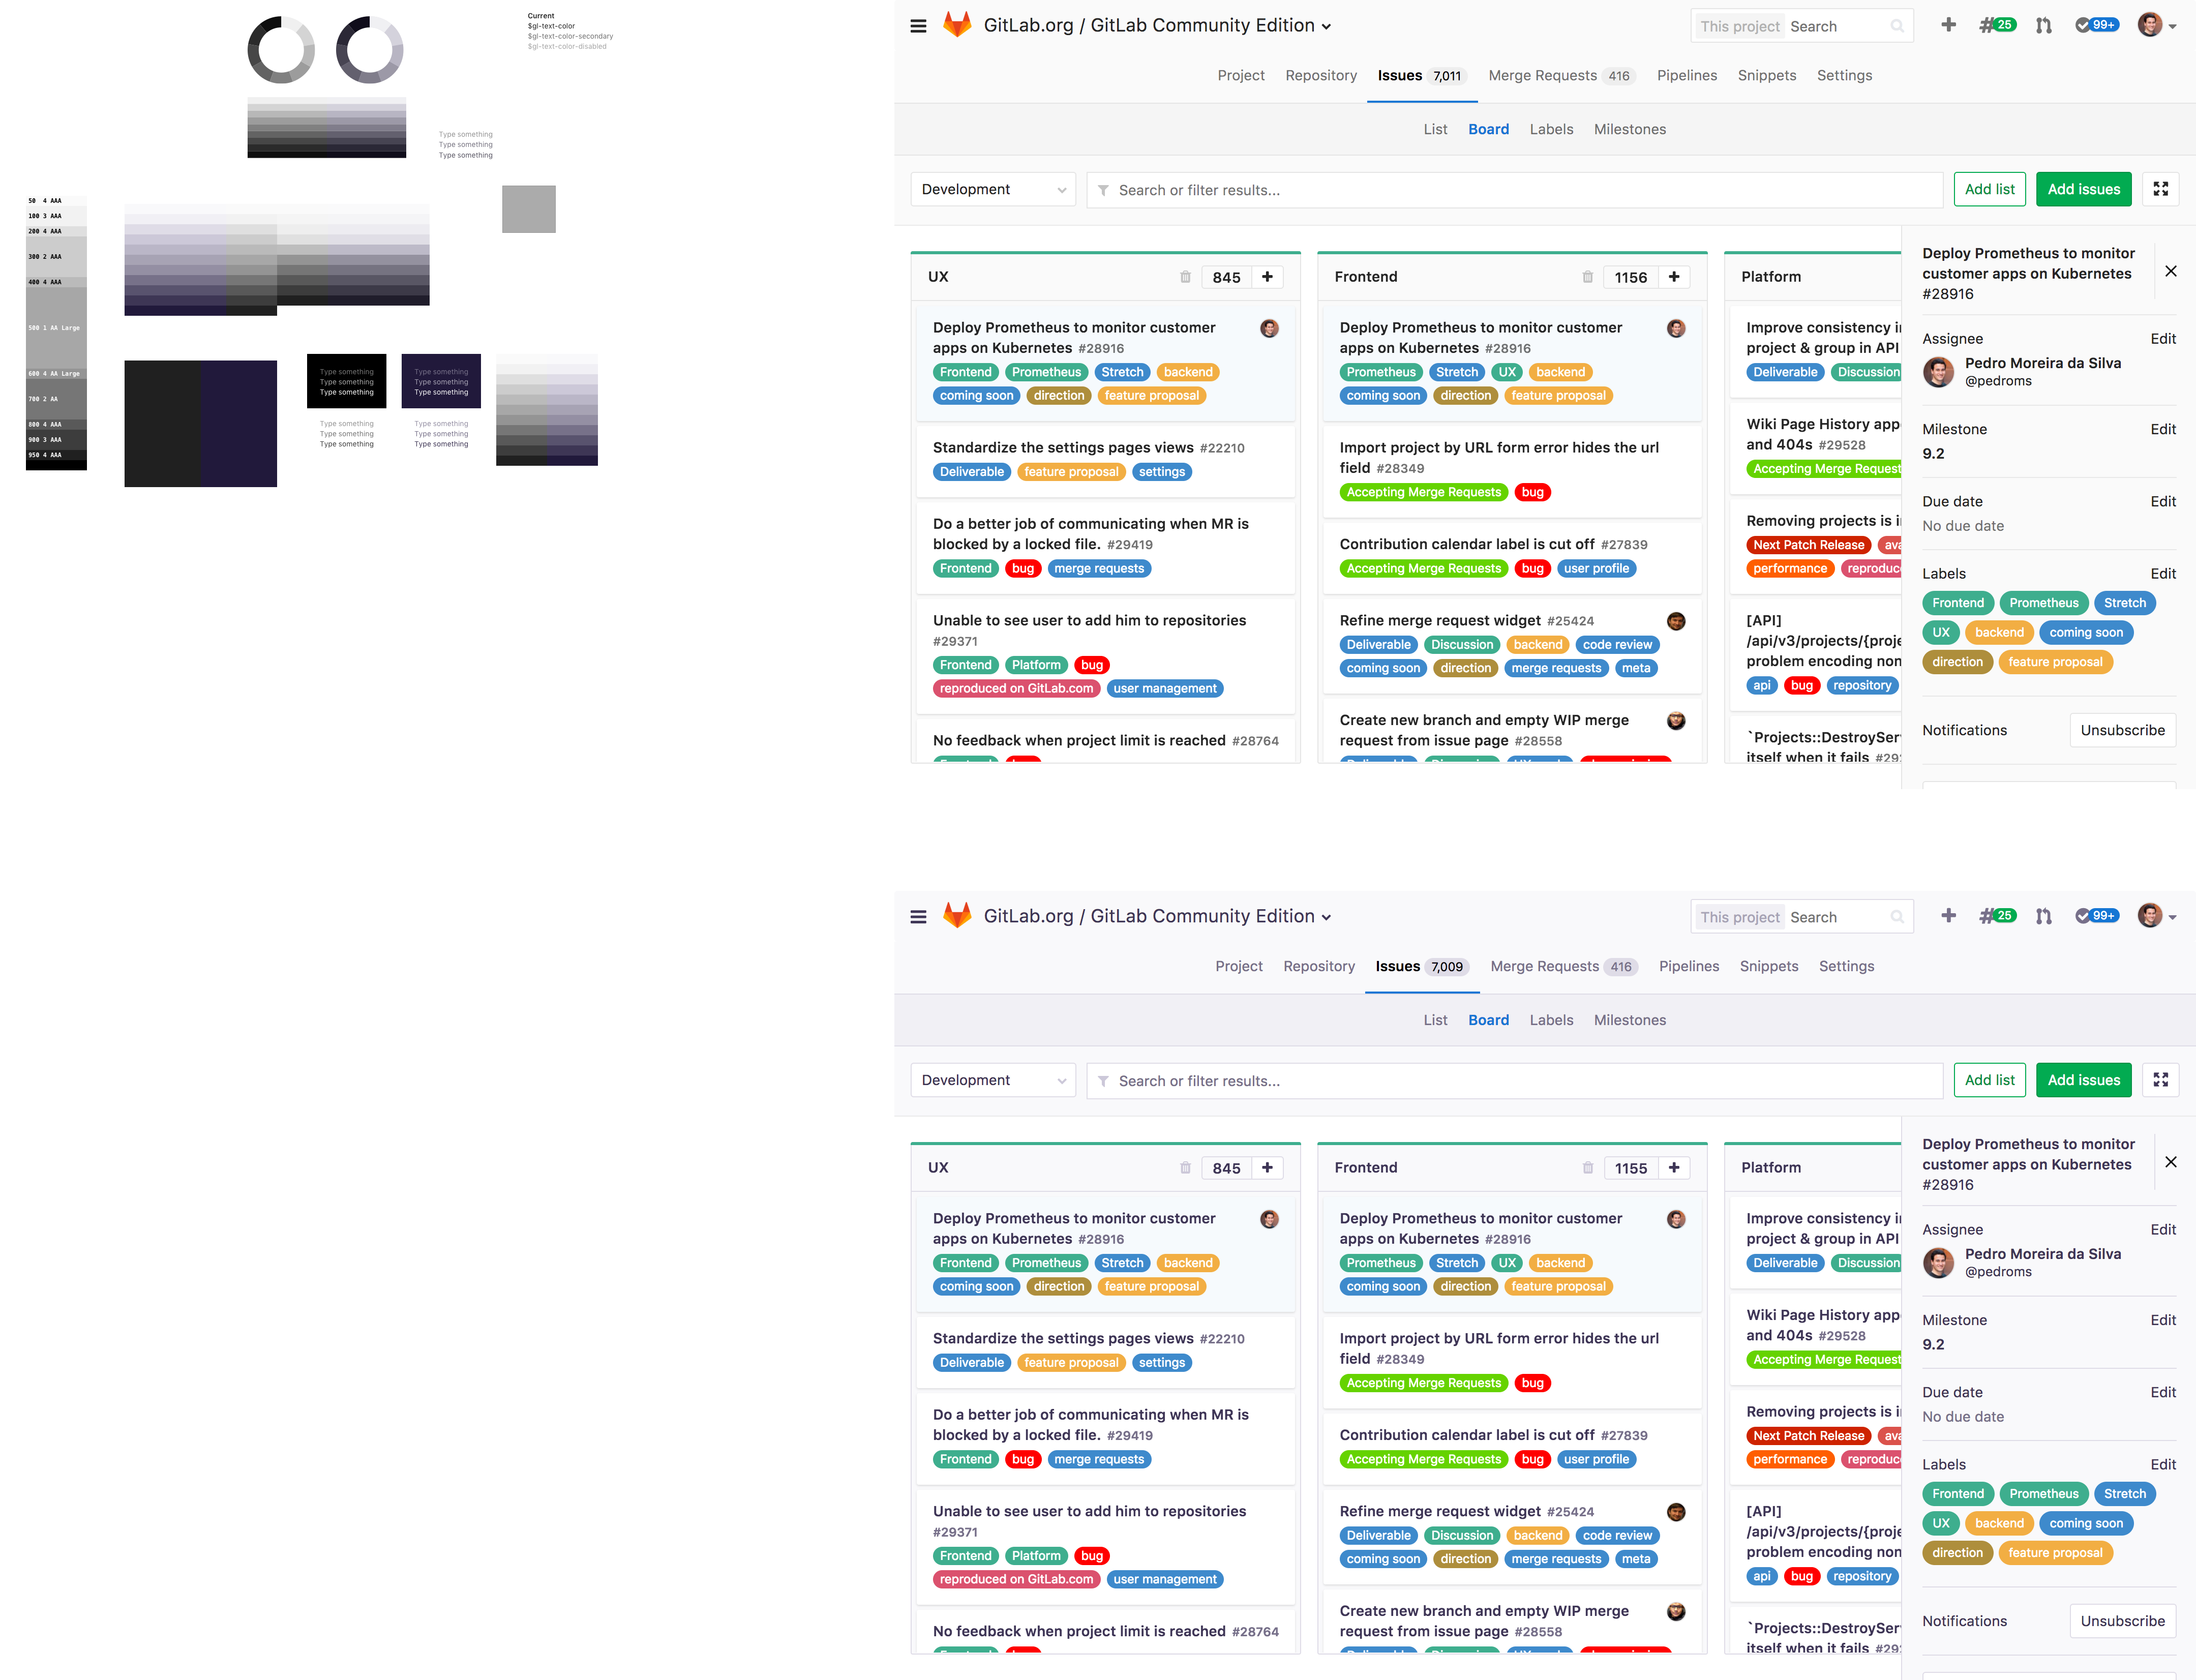 Current
$gl-text-color
$gl-text-color-secondary
$gl-text-color-disabled
Type something
Type something
Type something
50 4 AAA
100 3 AAA
200 4 AAA
300 2 AAA
400 4 AAA
500 1 AA Large
600 4 AA Large
700 2 AA
800 4 AAA
900 3 AAA
950 4 AAA
Type something
Type something
Type something
Type something
Type something
Type something
Type something
Type something
Type something
Type something
Type something
Type something
GitLab.org / GitLab Community Edition
This project Search
25
99+
Project Repository Issues 7,011 Merge Requests 416 Pipelines Snippets Settings
List Board Labels Milestones
Development
Search or filter results...
Add list
Add issues
UX 845
Deploy Prometheus to monitor customer
apps on Kubernetes #28916
Frontend Prometheus Stretch backend
coming soon direction feature proposal
Standardize the settings pages views #22210
Deliverable feature proposal settings
Do a better job of communicating when MR is
blocked by a locked file. #29419
Frontend bug merge requests
Unable to see user to add him to repositories
#29371
Frontend Platform bug
reproduced on GitLab.com user management
No feedback when project limit is reached #28764
Frontend 1156
Deploy Prometheus to monitor customer
apps on Kubernetes #28916
Prometheus Stretch UX backend
coming soon direction feature proposal
Import project by URL form error hides the url
field #28349
Accepting Merge Requests bug
Contribution calendar label is cut off #27839
Accepting Merge Requests bug user profile
Refine merge request widget #25424
Deliverable Discussion backend code review
coming soon direction merge requests meta
Create new branch and empty WIP merge
request from issue page #28558
Platform
Improve consistency i
project & group in API
Deliverable Discussion
Wiki Page History app
and 404s #29528
Accepting Merge Request
Removing projects is i
Next Patch Release ava
performance reproduc
[API]
/api/v3/projects/{proje
problem encoding non
api bug repository
`Projects::DestroySer
itself when it fails #29
Deploy Prometheus to monitor
customer apps on Kubernetes
#28916
Assignee Edit
Pedro Moreira da Silva
@pedroms
Milestone Edit
9.2
Due date Edit
No due date
Labels Edit
Frontend Prometheus Stretch
UX backend coming soon
direction feature proposal
Notifications Unsubscribe
GitLab.org / GitLab Community Edition
This project Search
25
99+
Project Repository Issues 7,009 Merge Requests 416 Pipelines Snippets Settings
List Board Labels Milestones
Development
Search or filter results...
Add list
Add issues
UX 845
Deploy Prometheus to monitor customer
apps on Kubernetes #28916
Frontend Prometheus Stretch backend
coming soon direction feature proposal
Standardize the settings pages views #22210
Deliverable feature proposal settings
Do a better job of communicating when MR is
blocked by a locked file. #29419
Frontend bug merge requests
Unable to see user to add him to repositories
#29371
Frontend Platform bug
reproduced on GitLab.com user management
No feedback when project limit is reached #28764
Frontend 1155
Deploy Prometheus to monitor customer
apps on Kubernetes #28916
Prometheus Stretch UX backend
coming soon direction feature proposal
Import project by URL form error hides the url
field #28349
Accepting Merge Requests bug
Contribution calendar label is cut off #27839
Accepting Merge Requests bug user profile
Refine merge request widget #25424
Deliverable Discussion backend code review
coming soon direction merge requests meta
Create new branch and empty WIP merge
request from issue page #28558
Platform
Improve consistency i
project & group in API
Deliverable Discussion
Wiki Page History app
and 404s #29528
Accepting Merge Request
Removing projects is i
Next Patch Release ava
performance reproduc
[API]
/api/v3/projects/{proje
problem encoding non
api bug repository
`Projects::DestroySer
itself when it fails #29
Deploy Prometheus to monitor
customer apps on Kubernetes
#28916
Assignee Edit
Pedro Moreira da Silva
@pedroms
Milestone Edit
9.2
Due date Edit
No due date
Labels Edit
Frontend Prometheus Stretch
UX backend coming soon
direction feature proposal
Notifications Unsubscribe